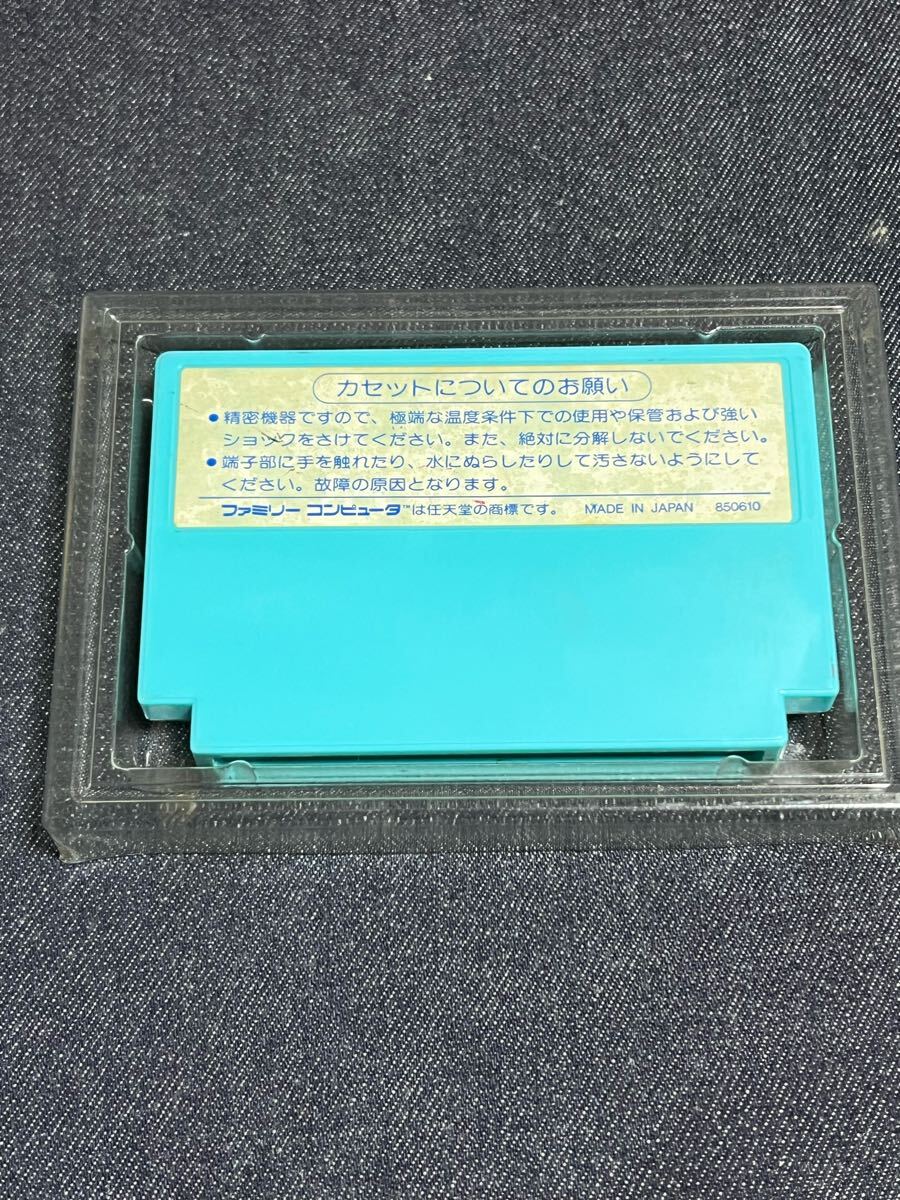 カセットについてのお願い
●精密機器ですので、極端な温度条件下での使用や保管および強い
ショックをさけてください。また、絶対に分解しないでください。
●端子部に手を触れたり、水にぬらしたりして汚さないようにして
ください。故障の原因となります。
ファミリー コンピュータ™は任天堂の商標です。 MADE IN JAPAN 850610